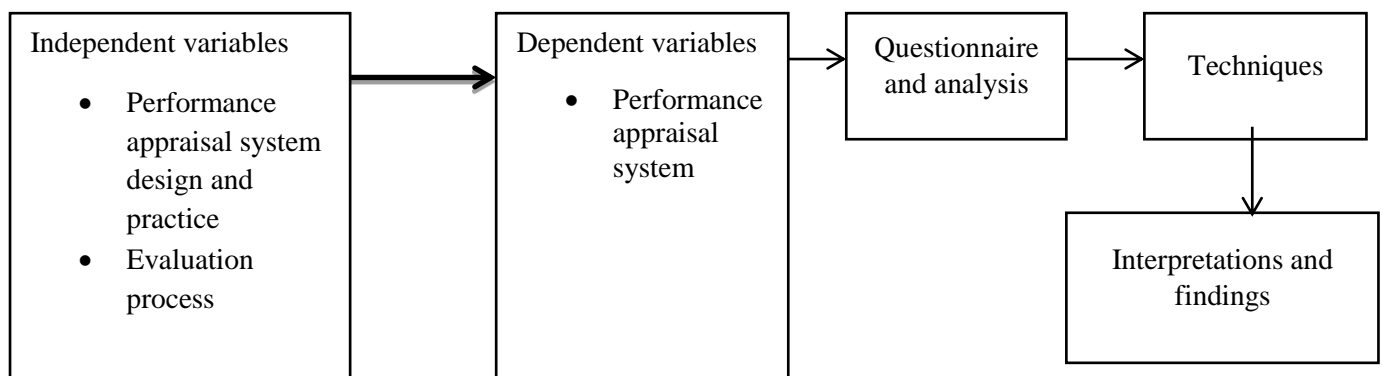 Independent variables
• Performance
appraisal system
design and
practice
• Evaluation
process
Dependent variables
• Performance
appraisal
system
Questionnaire
and analysis
Techniques
Interpretations and
findings